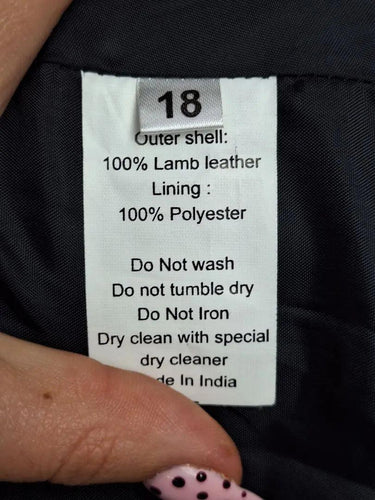 18
Outer shell:
100% Lamb leather
Lining :
100% Polyester
Do Not wash
Do not tumble dry
Do Not Iron
Dry clean with special
dry cleaner
de In India